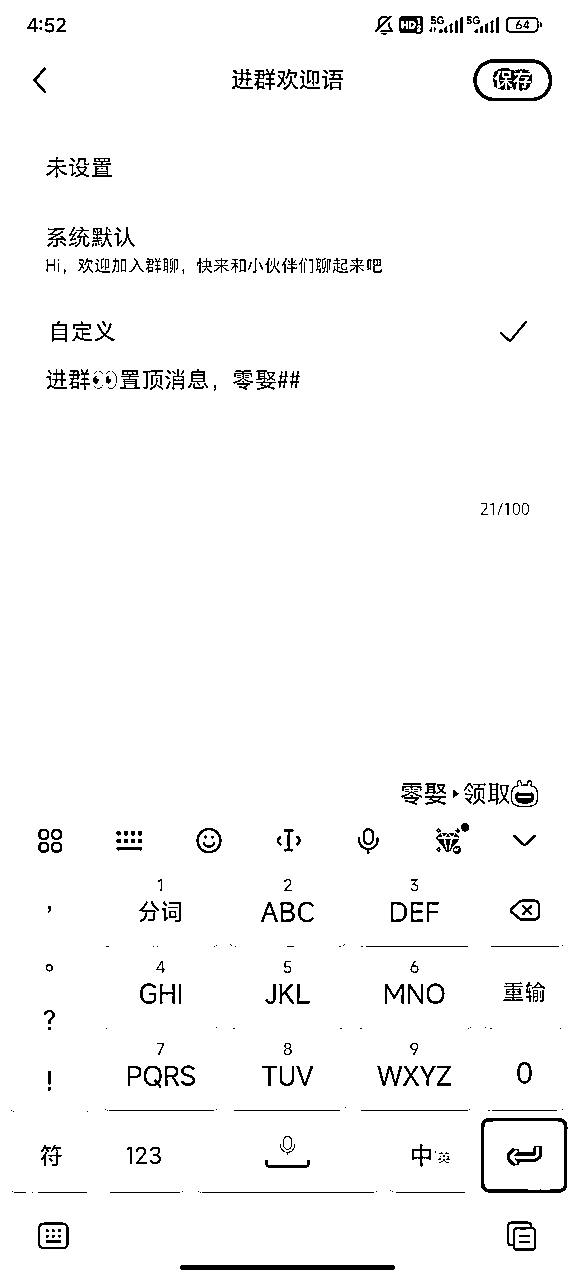 4:52
HD 5G 5G 64
进群欢迎语
保存
未设置
系统默认
Hi，欢迎加入群聊，快来和小伙伴们聊起来吧
自定义
进群👀置顶消息，零娶##
21/100
零娶▸领取
1 2 3
， 分词 ABC DEF
4 5 6
。 GHI JKL MNO 重输
?
7 8 9
! PQRS TUV WXYZ 0
符 123 中/英